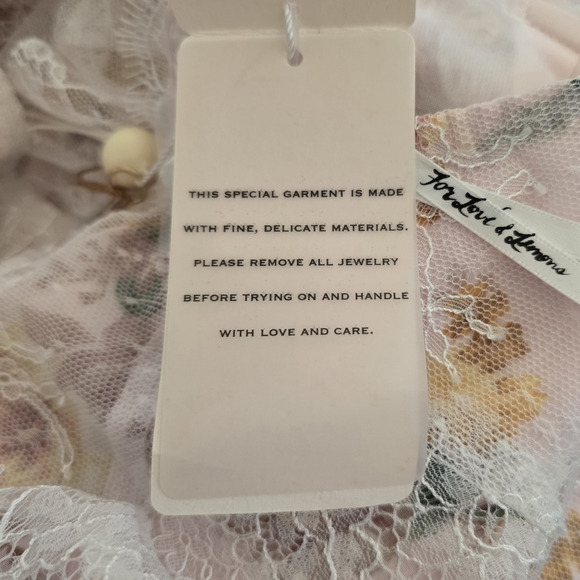 THIS SPECIAL GARMENT IS MADE
WITH FINE, DELICATE MATERIALS.
PLEASE REMOVE ALL JEWELRY
BEFORE TRYING ON AND HANDLE
WITH LOVE AND CARE.
For Love & Lemons